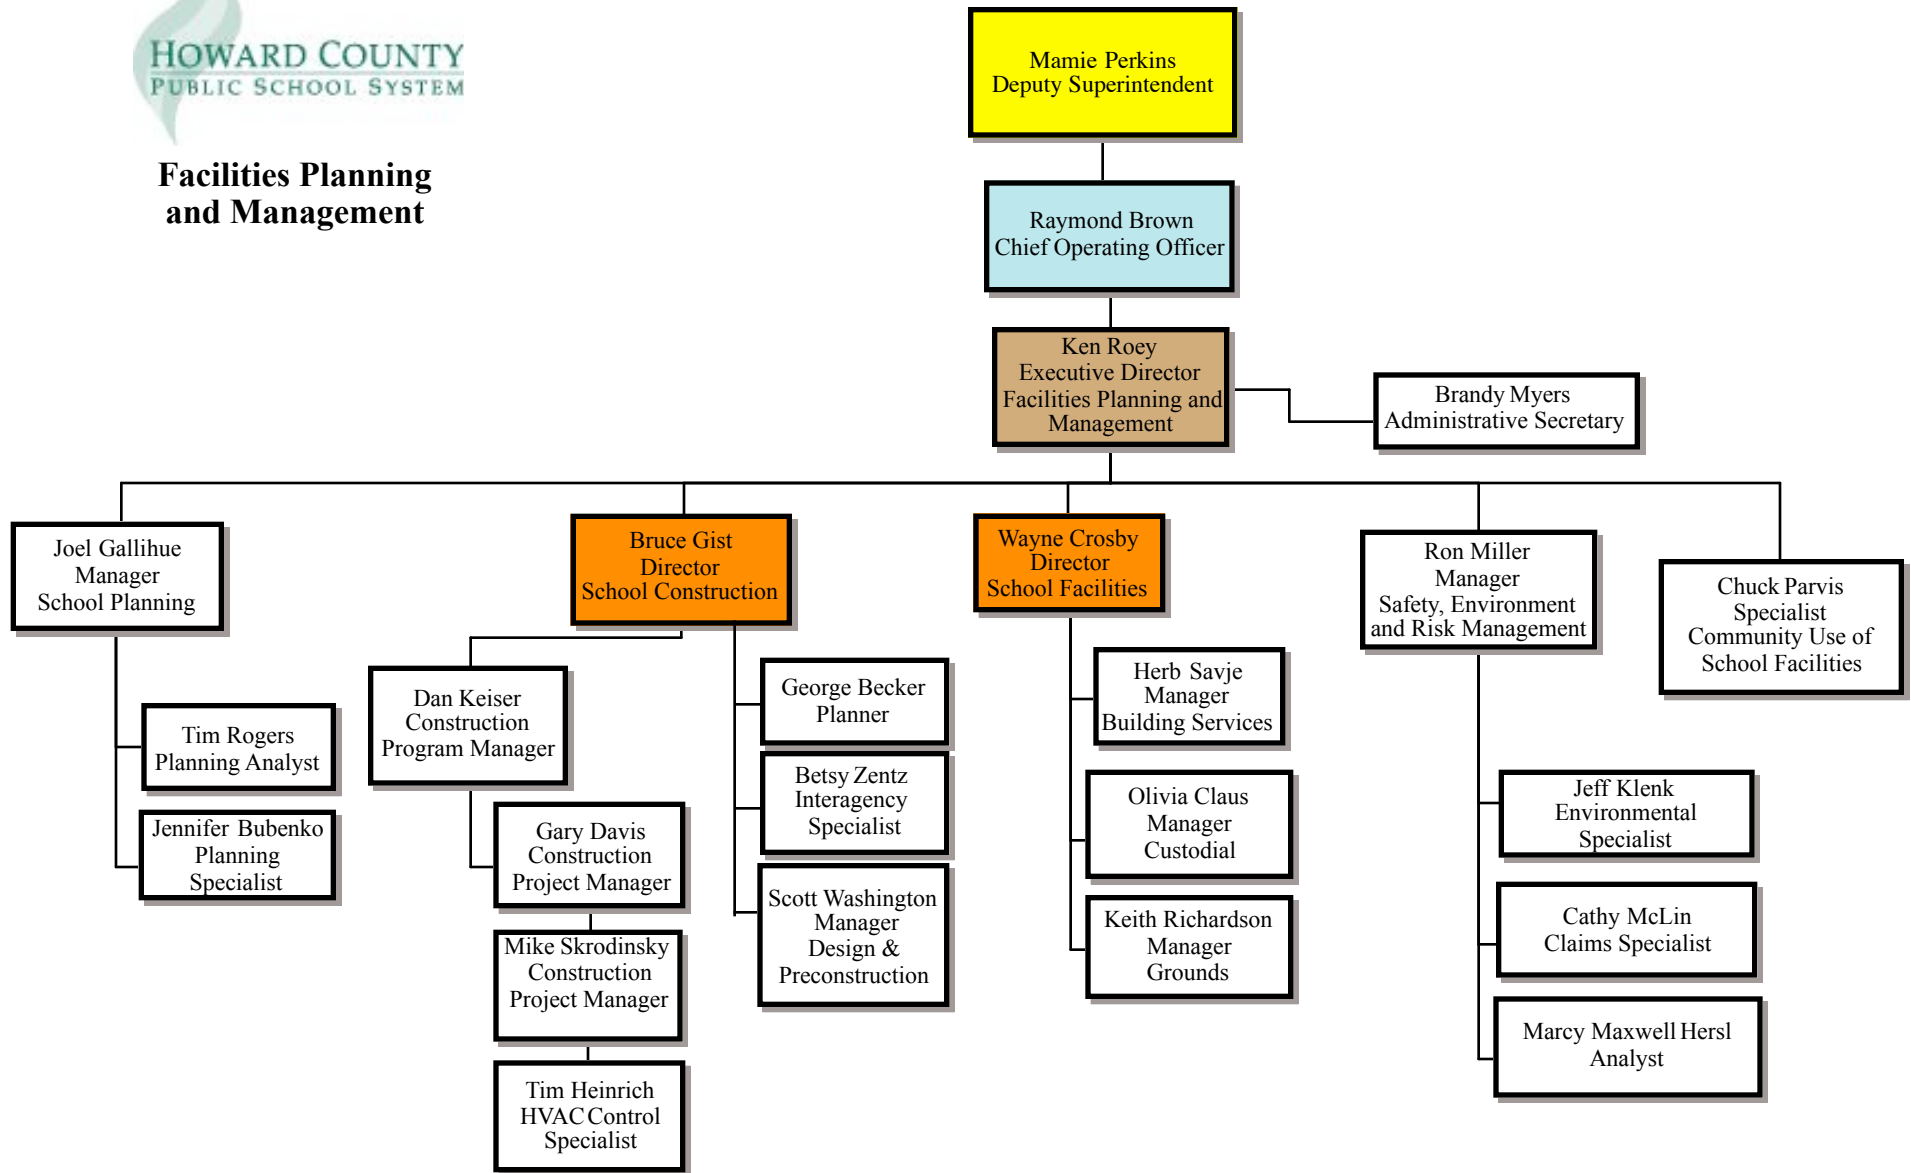 HOWARD COUNTY
PUBLIC SCHOOL SYSTEM
Facilities Planning
and Management
Mamie Perkins
Deputy Superintendent
Raymond Brown
Chief Operating Officer
Ken Roey
Executive Director
Facilities Planning and
Management
Brandy Myers
Administrative Secretary
Joel Gallihue
Manager
School Planning
Tim Rogers
Planning Analyst
Jennifer Bubenko
Planning
Specialist
Bruce Gist
Director
School Construction
Dan Keiser
Construction
Program Manager
Gary Davis
Construction
Project Manager
Mike Skrodinsky
Construction
Project Manager
Tim Heinrich
HVAC Control
Specialist
George Becker
Planner
Betsy Zentz
Interagency
Specialist
Scott Washington
Manager
Design &
Preconstruction
Wayne Crosby
Director
School Facilities
Herb Savje
Manager
Building Services
Olivia Claus
Manager
Custodial
Keith Richardson
Manager
Grounds
Ron Miller
Manager
Safety, Environment
and Risk Management
Jeff Klenk
Environmental
Specialist
Cathy McLin
Claims Specialist
Marcy Maxwell Hersl
Analyst
Chuck Parvis
Specialist
Community Use of
School Facilities